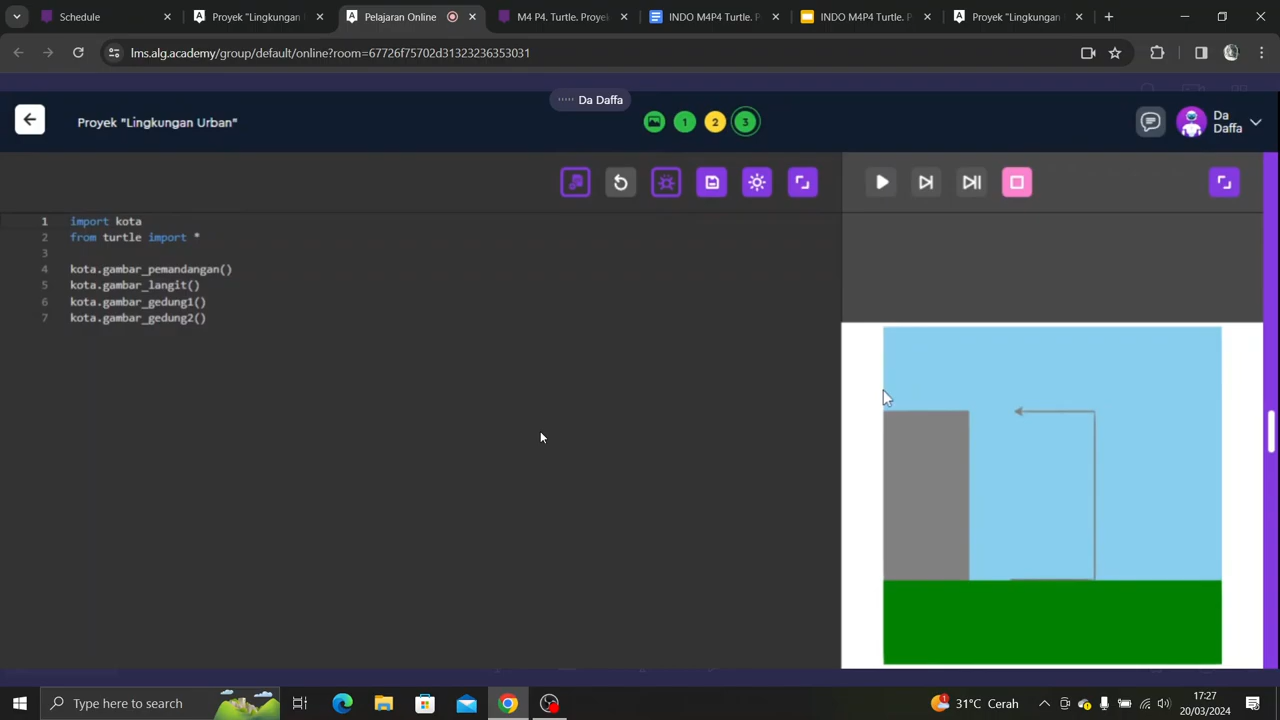 Schedule
Proyek "Lingkungan
Pelajaran Online
M4 P4. Turtle. Proye
INDO M4P4 Turtle. P
INDO M4P4 Turtle. P
Proyek "Lingkungan
lms.alg.academy/group/default/online?room=67726f75702d31323236353031
Da Daffa
Proyek "Lingkungan Urban"
1
2
3
Da
Daffa
1 import kota
2 from turtle import *
3
4 kota.gambar_pemandangan()
5 kota.gambar_langit()
6 kota.gambar_gedung1()
7 kota.gambar_gedung2()
Type here to search
1
31°C Cerah
17:27
20/03/2024